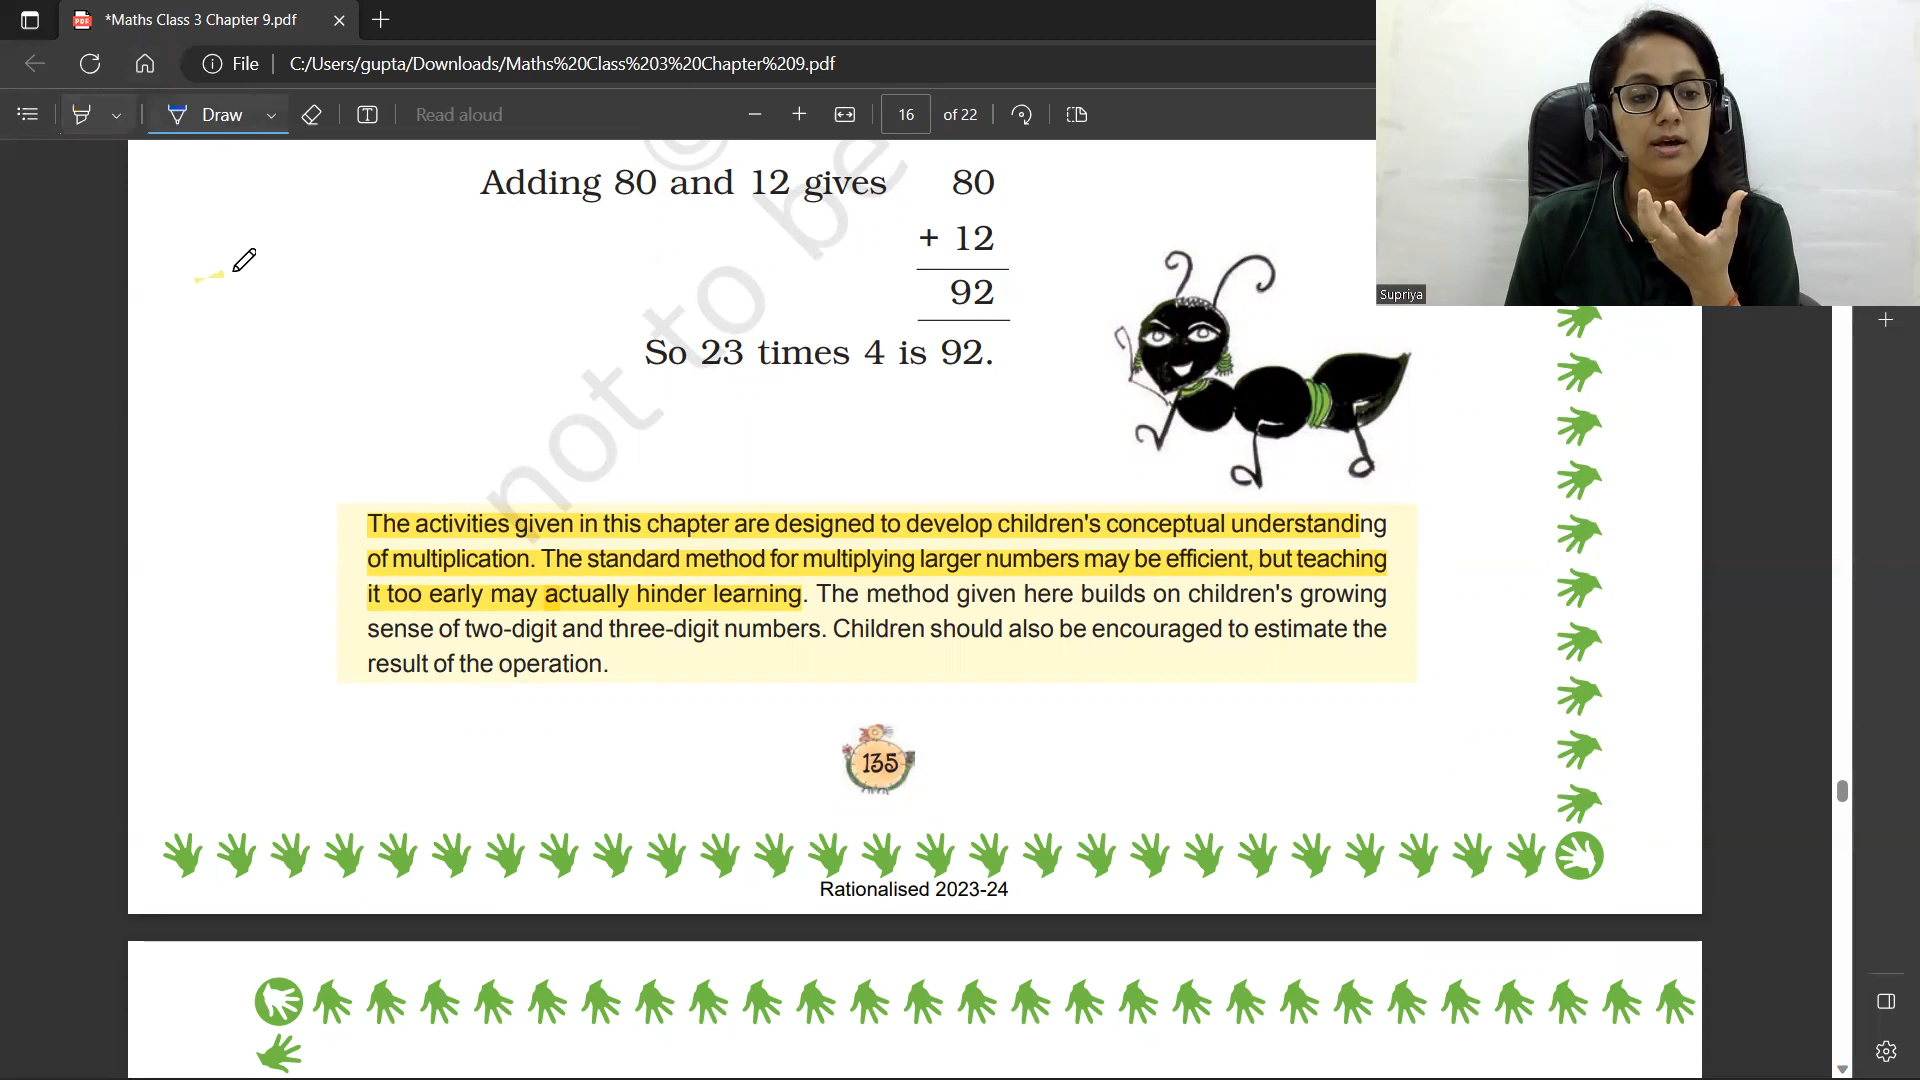 *Maths Class 3 Chapter 9.pdf
File
C:/Users/gupta/Downloads/Maths%20Class%203%20Chapter%209.pdf
Draw
Read aloud
16 of 22
Supriya
Adding 80 and 12 gives 80
+ 12
92
So 23 times 4 is 92.
not to be
The activities given in this chapter are designed to develop children's conceptual understanding
of multiplication. The standard method for multiplying larger numbers may be efficient, but teaching
it too early may actually hinder learning. The method given here builds on children's growing
sense of two-digit and three-digit numbers. Children should also be encouraged to estimate the
result of the operation.
135
Rationalised 2023-24